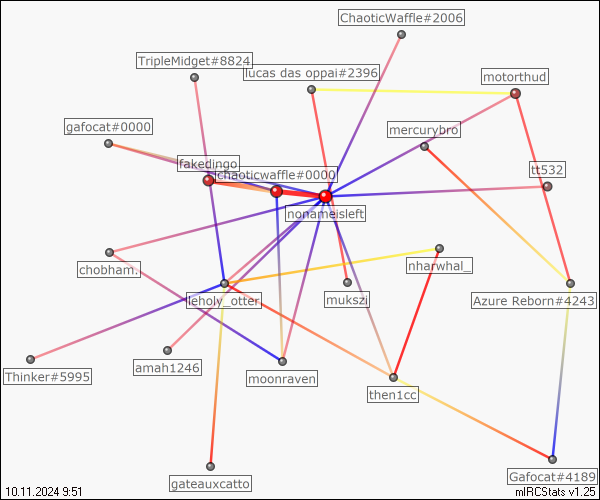 ChaoticWaffle#2006
TripleMidget#8824
lucas das oppai#2396
motorthud
gafocat#0000
mercurybro
fakedingo
chaoticwaffle#0000
tt532
nonameisleft
chobham.
nharwhal_
leholy_otter
mukszi
Azure Reborn#4243
Thinker#5995
amah1246
moonraven
then1cc
gateauxcatto
Gafocat#4189
10.11.2024 9:51
mIRCStats v1.25